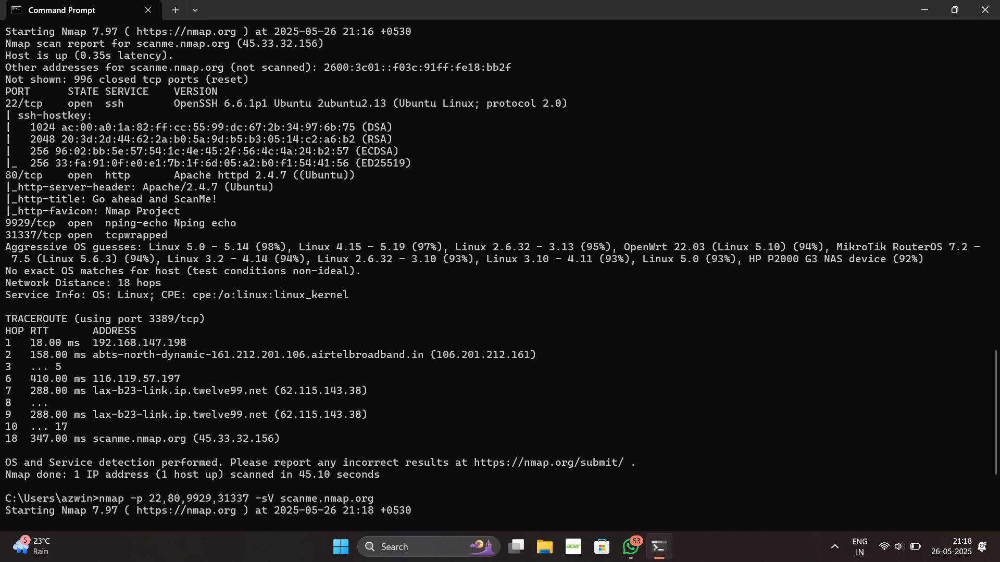 Command Prompt
Starting Nmap 7.97 ( https://nmap.org ) at 2025-05-26 21:16 +0530
Nmap scan report for scanme.nmap.org (45.33.32.156)
Host is up (0.35s latency).
Other addresses for scanme.nmap.org (not scanned): 2600:3c01::f03c:91ff:fe18:bb2f
Not shown: 996 closed tcp ports (reset)
PORT      STATE SERVICE    VERSION
22/tcp    open  ssh        OpenSSH 6.6.1p1 Ubuntu 2ubuntu2.13 (Ubuntu Linux; protocol 2.0)
| ssh-hostkey:
|   1024 ac:00:a0:1a:82:ff:cc:55:99:dc:67:2b:34:97:6b:75 (DSA)
|   2048 20:3d:2d:44:62:2a:b0:5a:9d:b5:b3:05:14:c2:a6:b2 (RSA)
|   256 96:02:bb:5e:57:54:1c:4e:45:2f:56:4c:4a:24:b2:57 (ECDSA)
|_  256 33:fa:91:0f:e0:e1:7b:1f:6d:05:a2:b0:f1:54:41:56 (ED25519)
80/tcp    open  http       Apache httpd 2.4.7 ((Ubuntu))
|_http-server-header: Apache/2.4.7 (Ubuntu)
|_http-title: Go ahead and ScanMe!
|_http-favicon: Nmap Project
9929/tcp  open  nping-echo Nping echo
31337/tcp open  tcpwrapped
Aggressive OS guesses: Linux 5.0 - 5.14 (98%), Linux 4.15 - 5.19 (97%), Linux 2.6.32 - 3.13 (95%), OpenWrt 22.03 (Linux 5.10) (94%), MikroTik RouterOS 7.2 -
 7.5 (Linux 5.6.3) (94%), Linux 3.2 - 4.14 (94%), Linux 2.6.32 - 3.10 (93%), Linux 3.10 - 4.11 (93%), Linux 5.0 (93%), HP P2000 G3 NAS device (92%)
No exact OS matches for host (test conditions non-ideal).
Network Distance: 18 hops
Service Info: OS: Linux; CPE: cpe:/o:linux:linux_kernel
TRACEROUTE (using port 3389/tcp)
HOP RTT       ADDRESS
1   18.00 ms  192.168.147.198
2   158.00 ms abts-north-dynamic-161.212.201.106.airtelbroadband.in (106.201.212.161)
3   ... 5
6   410.00 ms 116.119.57.197
7   288.00 ms lax-b23-link.ip.twelve99.net (62.115.143.38)
8   ...
9   288.00 ms lax-b23-link.ip.twelve99.net (62.115.143.38)
10  ... 17
18  347.00 ms scanme.nmap.org (45.33.32.156)
OS and Service detection performed. Please report any incorrect results at https://nmap.org/submit/ .
Nmap done: 1 IP address (1 host up) scanned in 45.10 seconds
C:\Users\azwin>nmap -p 22,80,9929,31337 -sV scanme.nmap.org
Starting Nmap 7.97 ( https://nmap.org ) at 2025-05-26 21:18 +0530
5
23°C
Rain
Search
acer
53
ENG
IN
21:18
26-05-2025